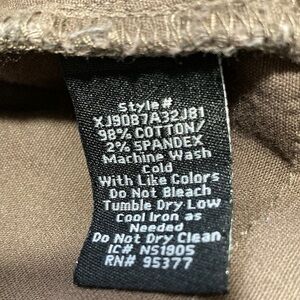 Style#
XJ9087A32J81
98% COTTON/
2% SPANDEX
Machine Wash
Cold
With Like Colors
Do Not Bleach
Tumble Dry Low
Cool Iron as
Needed
Do Not Dry Clean
IC# NS1905
RN# 95377